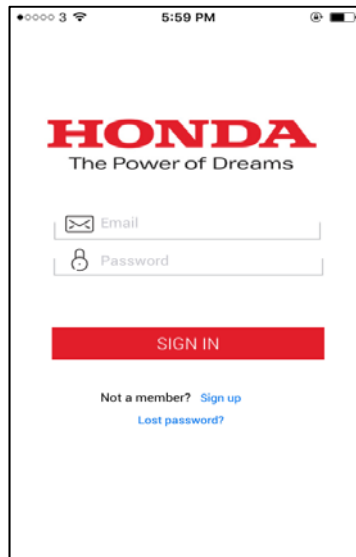 3 5:59 PM
HONDA
The Power of Dreams
Email
Password
SIGN IN
Not a member? Sign up
Lost password?